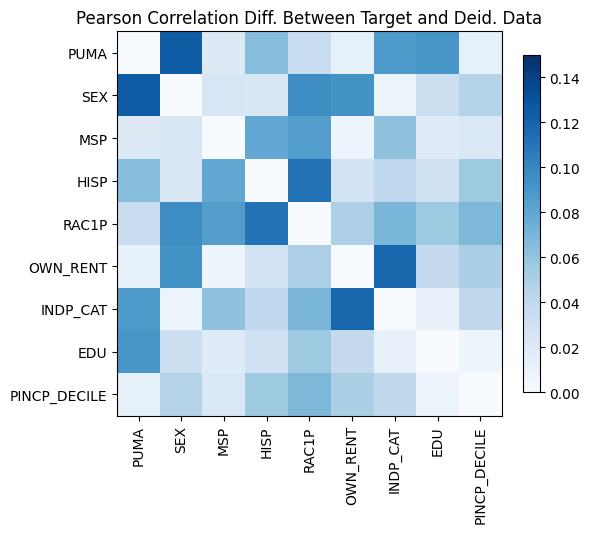 Pearson Correlation Diff. Between Target and Deid. Data
PUMA
SEX
MSP
HISP
RAC1P
OWN_RENT
INDP_CAT
EDU
PINCP_DECILE
PUMA
SEX
MSP
HISP
RAC1P
OWN_RENT
INDP_CAT
EDU
PINCP_DECILE
0.14
0.12
0.10
0.08
0.06
0.04
0.02
0.00